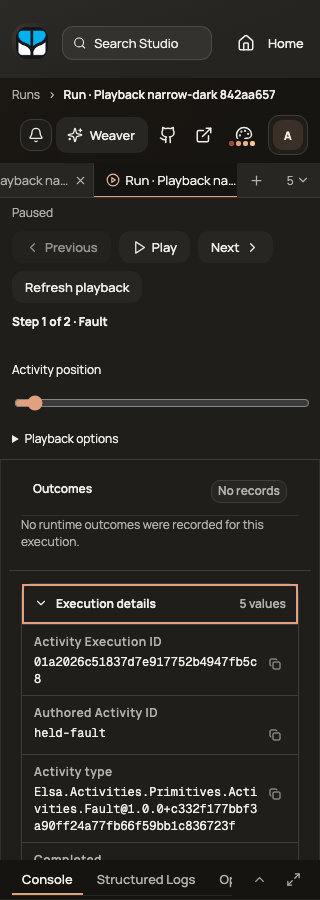 Search Studio
Home
Runs > Run · Playback narrow-dark 842aa657
Weaver
A
ayback na...
Run · Playback na...
5
Paused
Previous
Play
Next
Refresh playback
Step 1 of 2 · Fault
Activity position
Playback options
Outcomes
No records
No runtime outcomes were recorded for this
execution.
Execution details
5 values
Activity Execution ID
01a2026c51837d7e917752b4947fb5c
8
Authored Activity ID
held-fault
Activity type
Elsa.Activities.Primitives.Acti
vities.Fault@1.0.0+c332f177bbf3
a90ff24a77fb66f59bb1c836723f
Completed
Console
Structured Logs